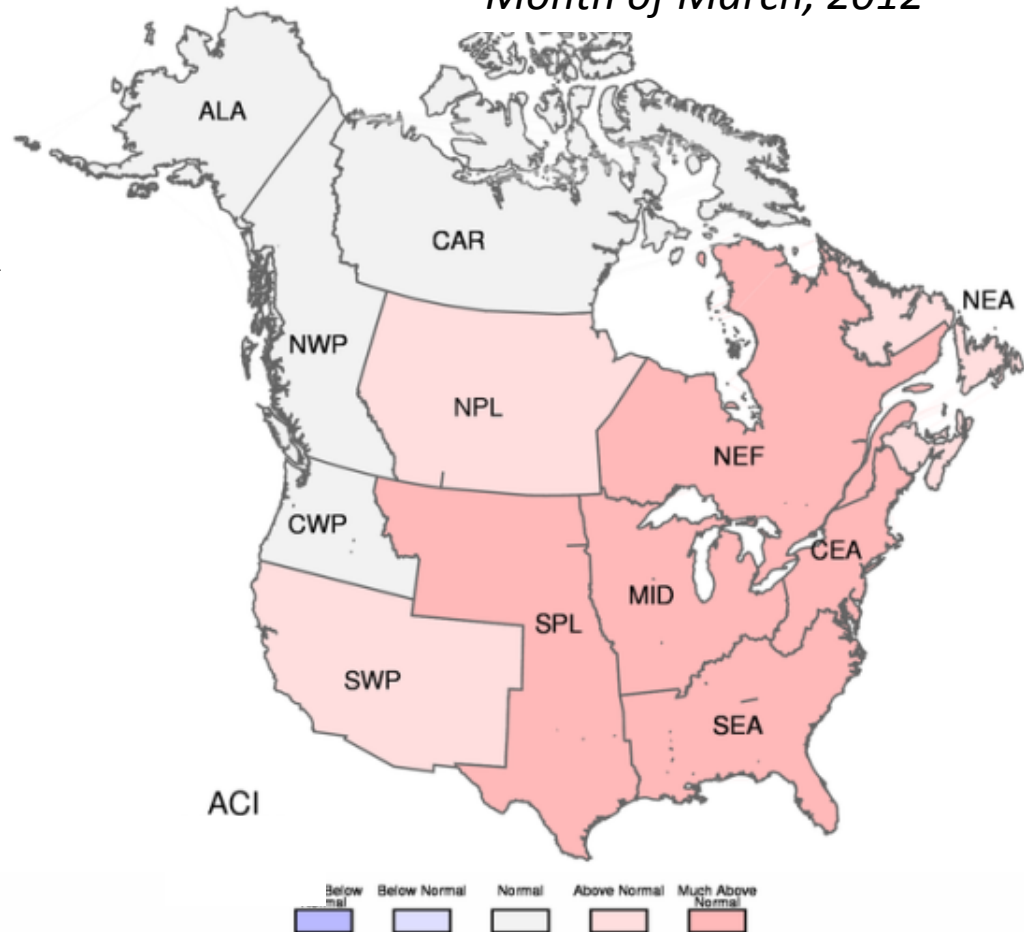 Month of March, 2012
ALA
CAR
NEA
NWP
NPL
NEF
CWP
CEA
MID
SPL
SWP
SEA
ACI
Below Below Normal Normal Above Normal Much Above
Normal